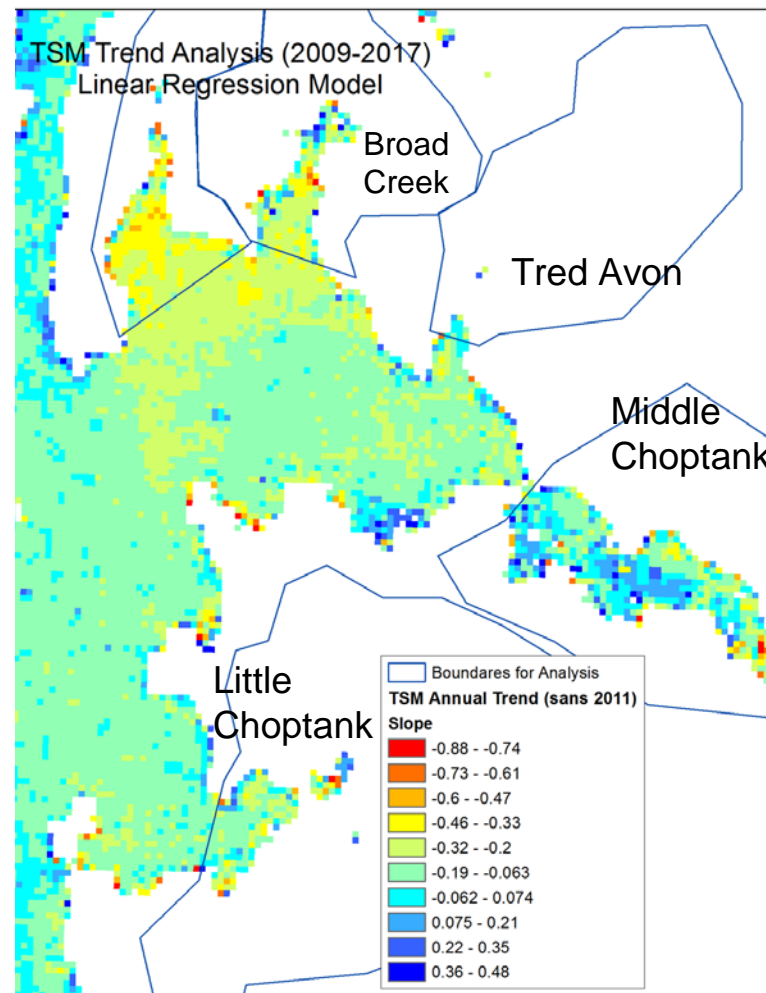 TSM Trend Analysis (2009-2017)
Linear Regression Model
Broad
Creek
Tred Avon
Middle
Choptank
Little
Choptank
Boundares for Analysis
TSM Annual Trend (sans 2011)
Slope
-0.88 - -0.74
-0.73 - -0.61
-0.6 - -0.47
-0.46 - -0.33
-0.32 - -0.2
-0.19 - -0.063
-0.062 - 0.074
0.075 - 0.21
0.22 - 0.35
0.36 - 0.48